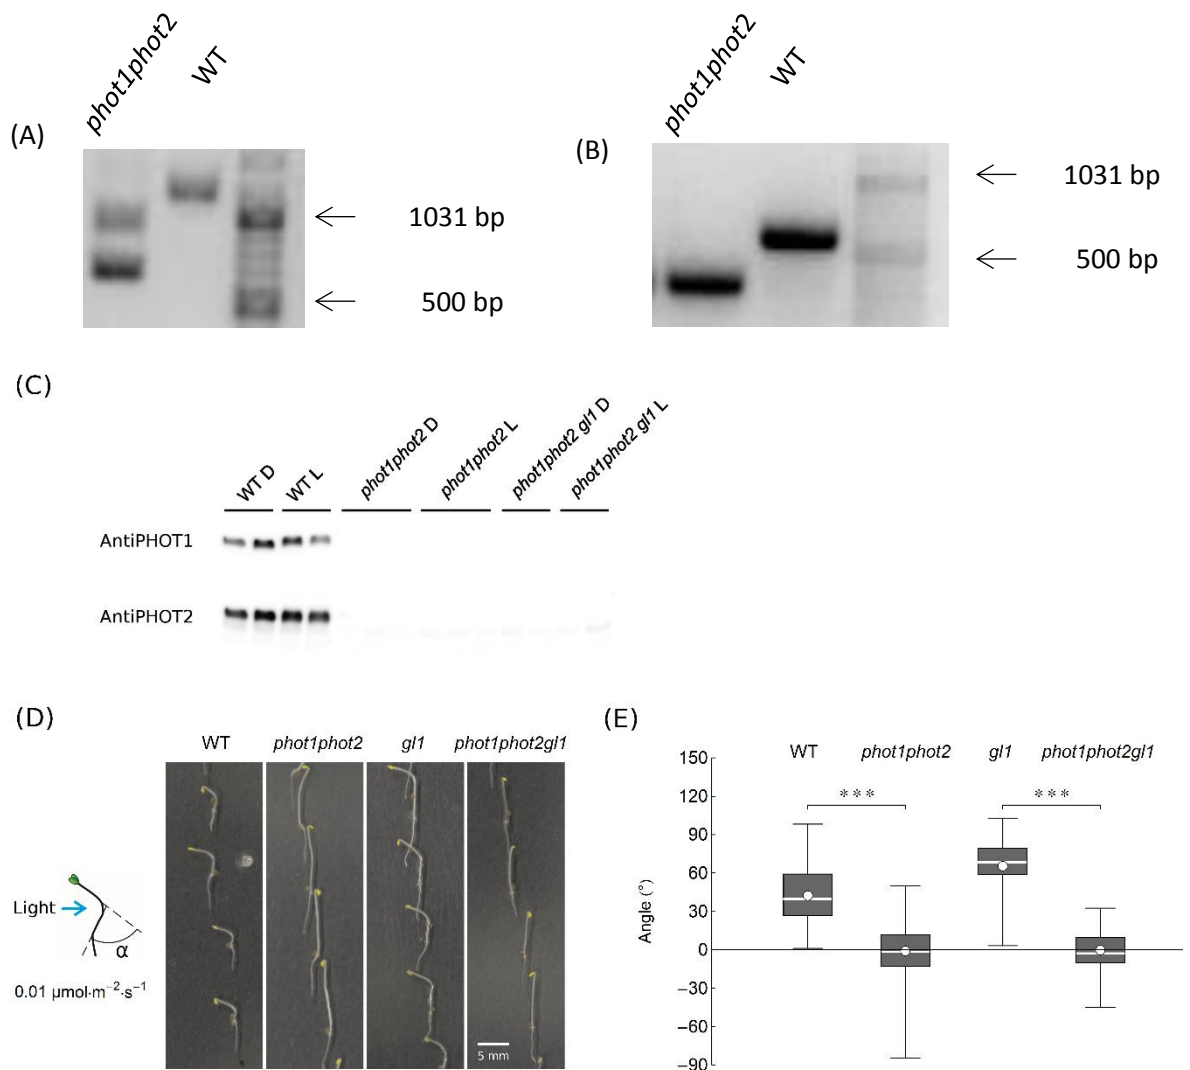 phot1phot2
WT
(A)
1031 bp
500 bp
phot1phot2
WT
(B)
1031 bp
500 bp
(C)
WT D
WT L
phot1phot2 D
phot1phot2 L
phot1phot2 gl1 D
phot1phot2 gl1 L
AntiPHOT1
AntiPHOT2
(D)
WT phot1phot2 gl1 phot1phot2gl1
Light
α
0.01 µmol·m⁻²·s⁻¹
5 mm
(E)
WT phot1phot2 gl1 phot1phot2gl1
*** ***
Angle (°)
150
120
90
60
30
0
−30
−60
−90